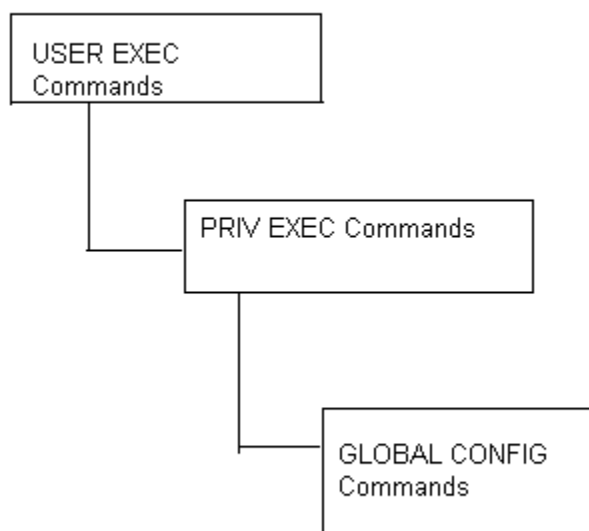 USER EXEC
Commands
PRIV EXEC Commands
GLOBAL CONFIG
Commands